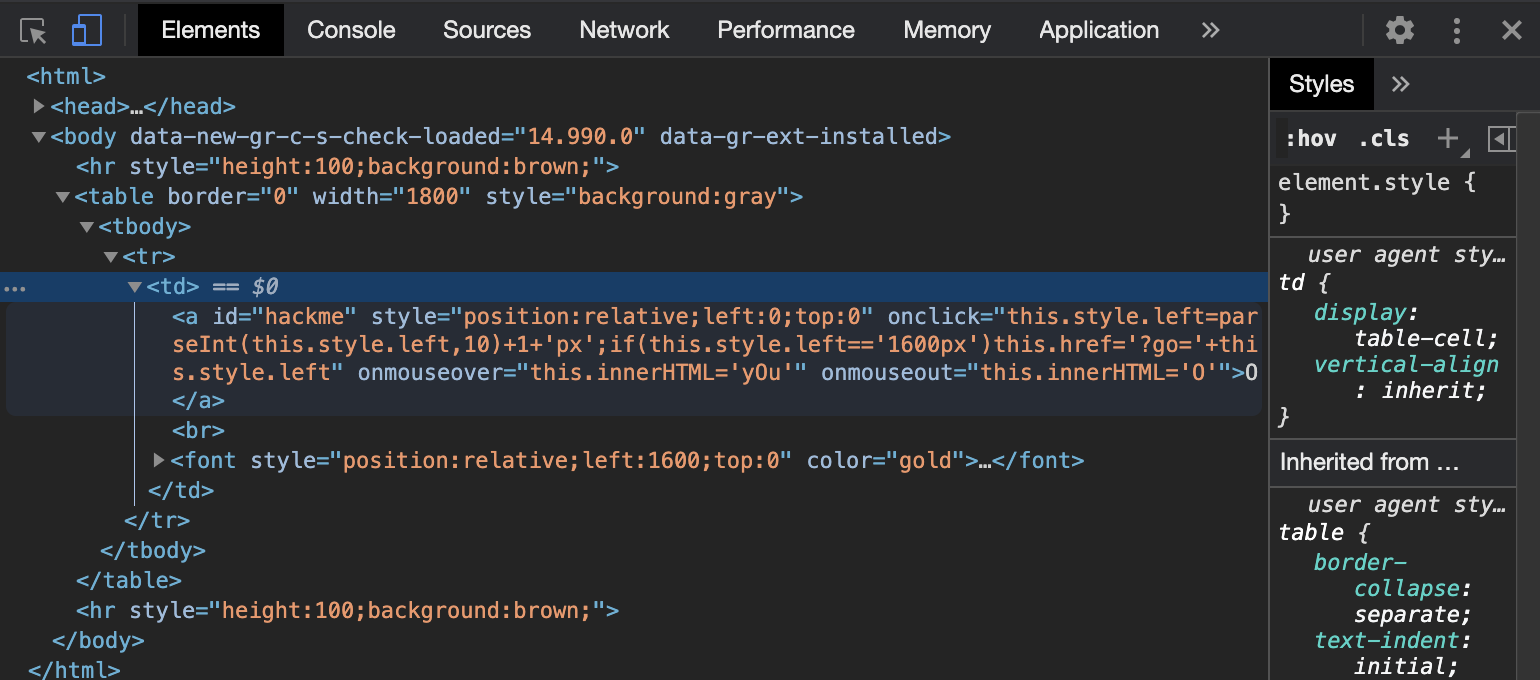 Elements Console Sources Network Performance Memory Application »
<html>
<head>…</head>
<body data-new-gr-c-s-check-loaded="14.990.0" data-gr-ext-installed>
<hr style="height:100;background:brown;">
<table border="0" width="1800" style="background:gray">
<tbody>
<tr>
<td> == $0
<a id="hackme" style="position:relative;left:0;top:0" onclick="this.style.left=par
seInt(this.style.left,10)+1+'px';if(this.style.left=='1600px')this.href='?go='+thi
s.style.left" onmouseover="this.innerHTML='yOu'" onmouseout="this.innerHTML='O'">O
</a>
<br>
<font style="position:relative;left:1600;top:0" color="gold">…</font>
</td>
</tr>
</tbody>
</table>
<hr style="height:100;background:brown;">
</body>
</html>
Styles »
:hov .cls +
element.style {
}
user agent sty…
td {
display:
table-cell;
vertical-align
: inherit;
}
Inherited from …
user agent sty…
table {
border-
collapse:
separate;
text-indent:
initial;